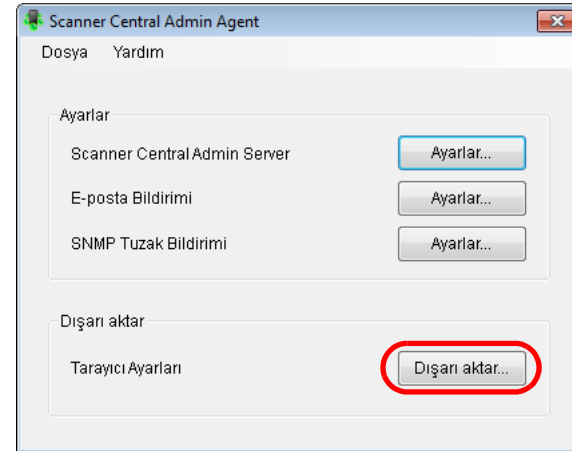 Scanner Central Admin Agent
Dosya Yardım
Ayarlar
Scanner Central Admin Server Ayarlar...
E-posta Bildirimi Ayarlar...
SNMP Tuzak Bildirimi Ayarlar...
Dışarı aktar
Tarayıcı Ayarları Dışarı aktar...